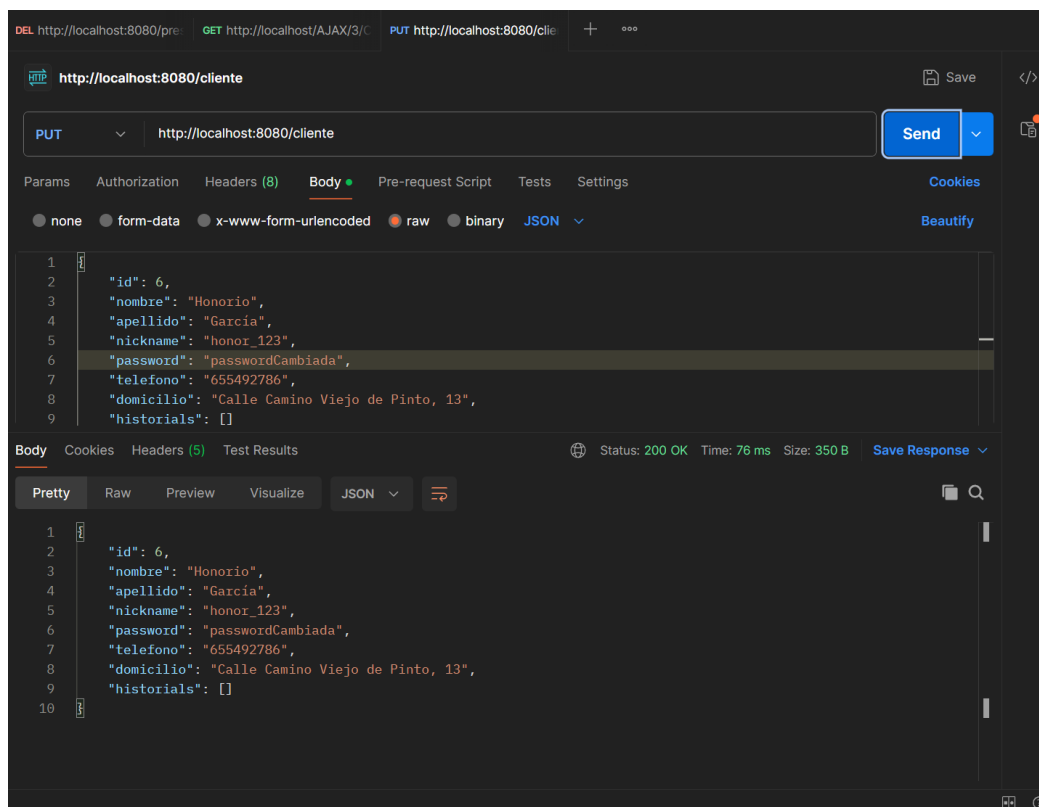 DEL http://localhost:8080/pre GET http://localhost/AJAX/3/C PUT http://localhost:8080/clie
HTTP http://localhost:8080/cliente Save </>
PUT http://localhost:8080/cliente Send
Params Authorization Headers (8) Body Pre-request Script Tests Settings Cookies
none form-data x-www-form-urlencoded raw binary JSON Beautify
1 {
2 "id": 6,
3 "nombre": "Honorio",
4 "apellido": "García",
5 "nickname": "honor_123",
6 "password": "passwordCambiada",
7 "telefono": "655492786",
8 "domicilio": "Calle Camino Viejo de Pinto, 13",
9 "historials": []
Body Cookies Headers (5) Test Results Status: 200 OK Time: 76 ms Size: 350 B Save Response
Pretty Raw Preview Visualize JSON
1 {
2 "id": 6,
3 "nombre": "Honorio",
4 "apellido": "García",
5 "nickname": "honor_123",
6 "password": "passwordCambiada",
7 "telefono": "655492786",
8 "domicilio": "Calle Camino Viejo de Pinto, 13",
9 "historials": []
10 }